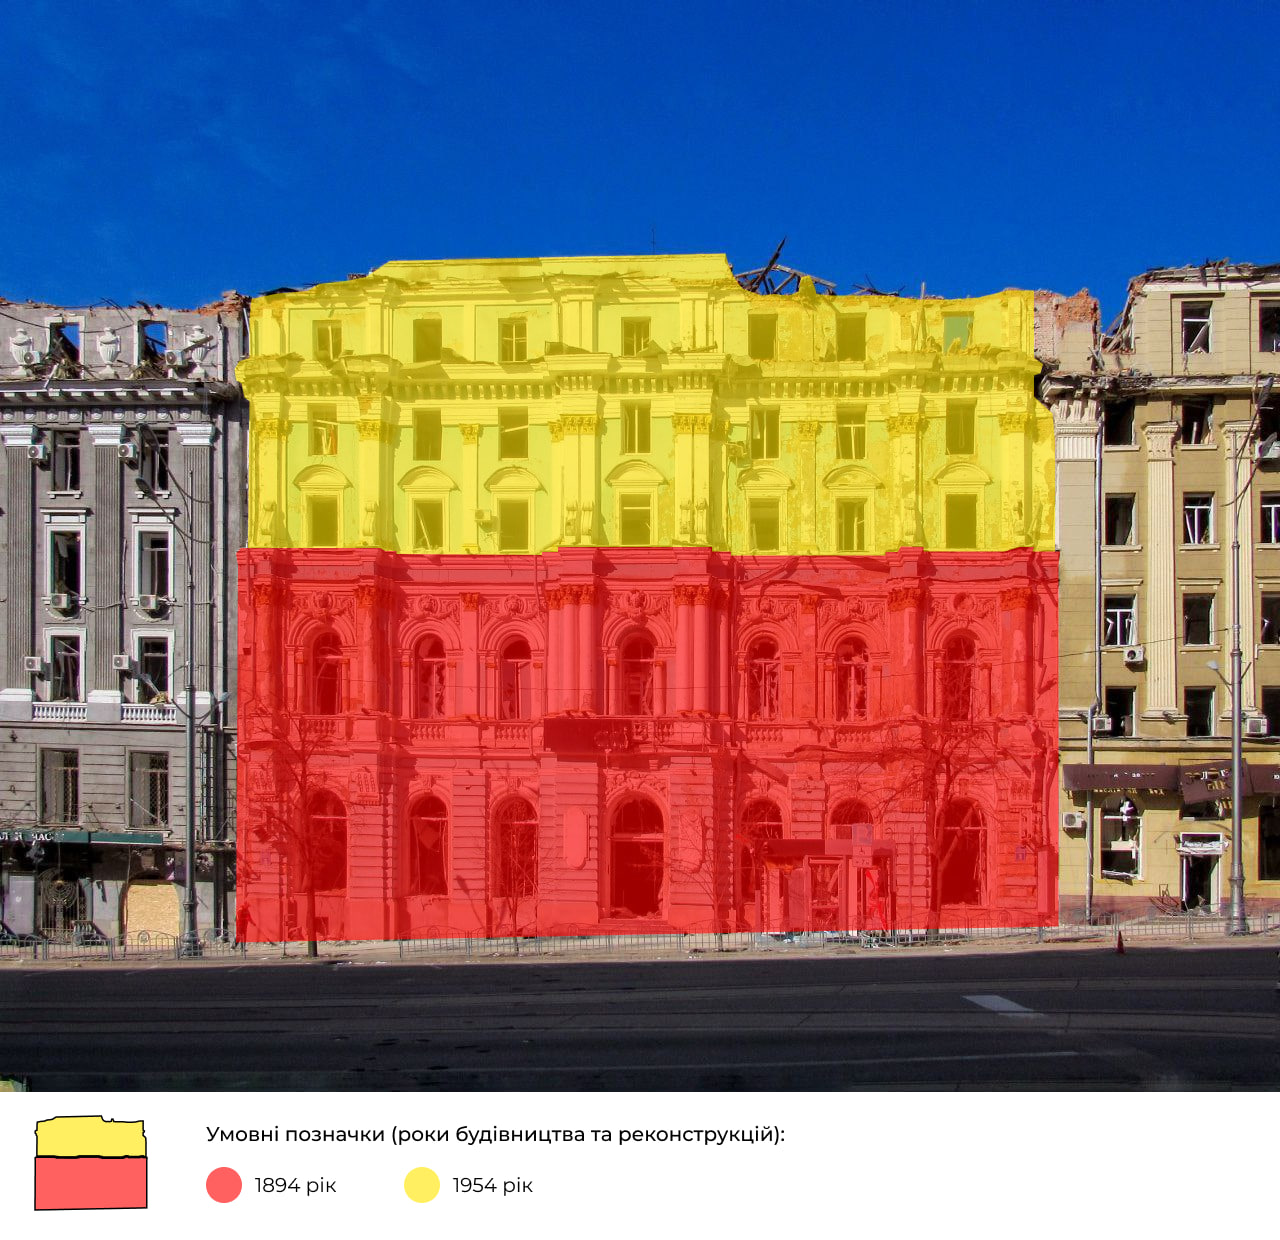 Умовні позначки (роки будівництва та реконструкцій):
1894 рік
1954 рік